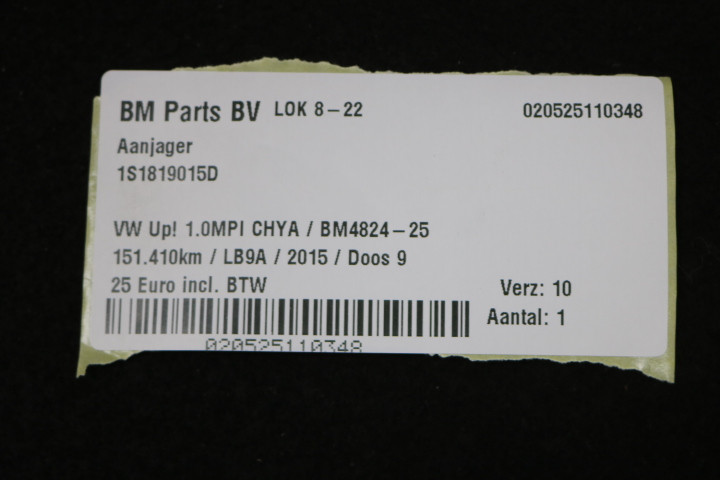 BM Parts BV LOK 8-22 020525110348
Aanjager
1S1819015D
VW Up! 1.0MPI CHYA / BM4824-25
151.410km / LB9A / 2015 / Doos 9
25 Euro incl. BTW Verz: 10
Aantal: 1
020525110348